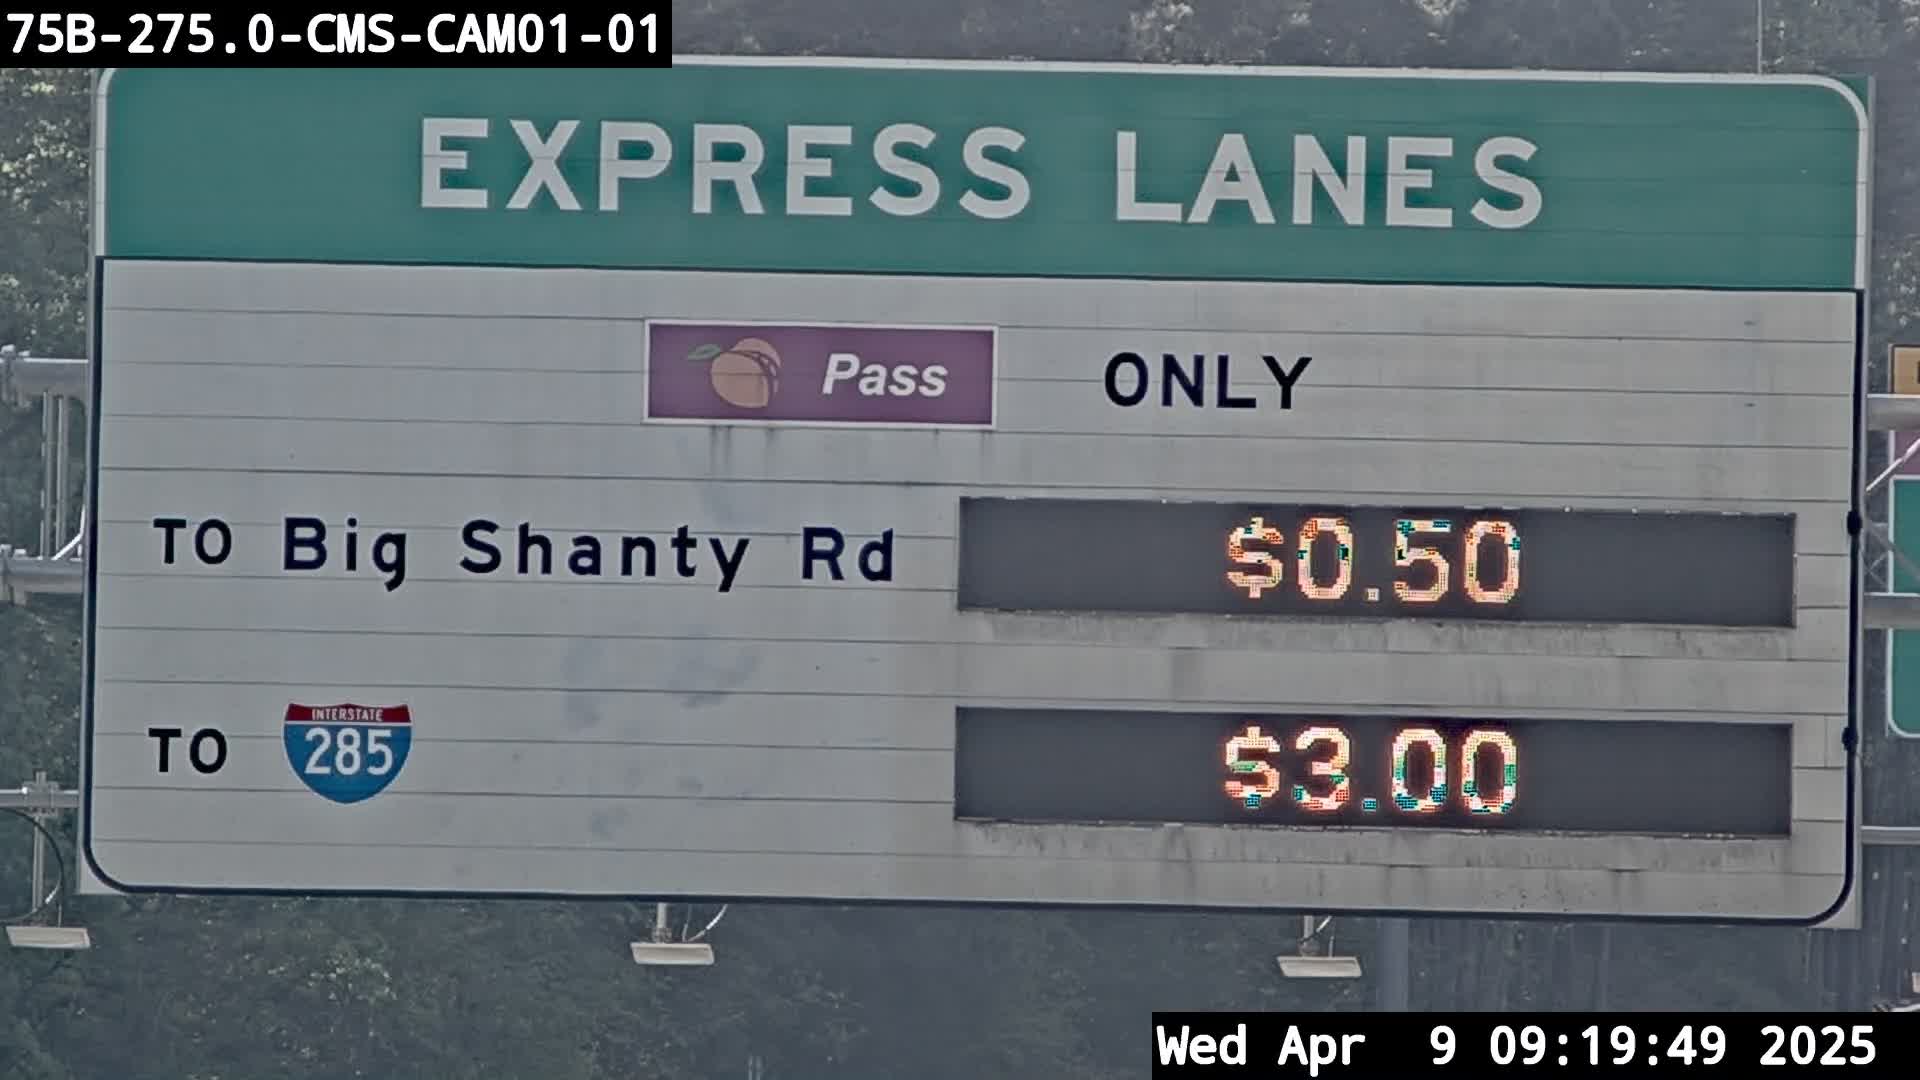 75B-275.0-CMS-CAM01-01
EXPRESS LANES
Pass ONLY
TO Big Shanty Rd $0.50
INTERSTATE
TO 285 $3.00
Wed Apr 9 09:19:49 2025